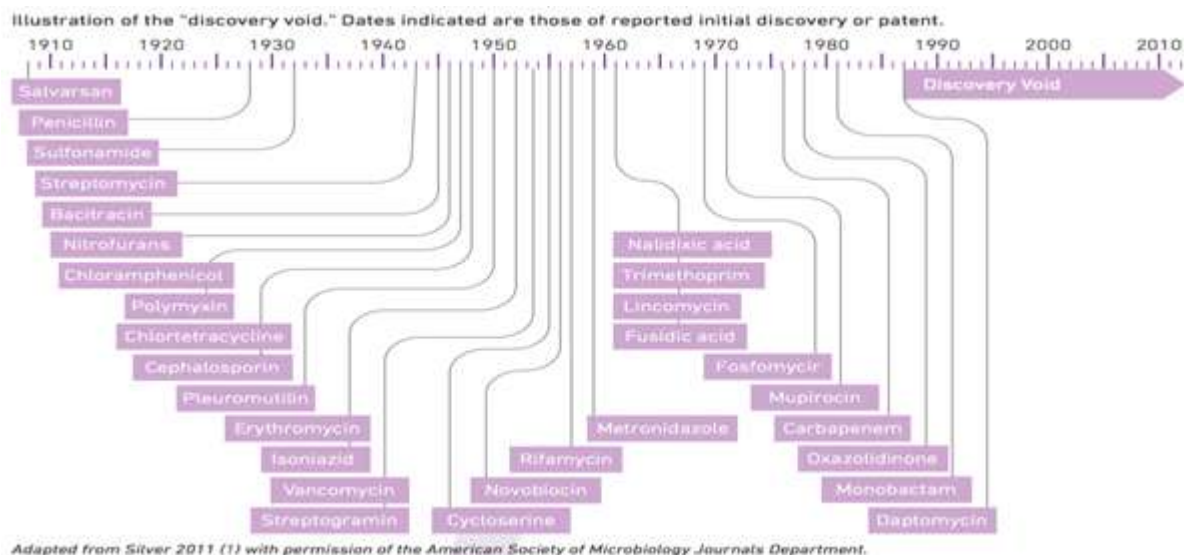 Illustration of the "discovery void." Dates indicated are those of reported initial discovery or patent.
1910 1920 1930 1940 1950 1960 1970 1980 1990 2000 2010
Salvarsan
Discovery Void
Penicillin
Sulfonamide
Streptomycin
Bacitracin
Nitrofurans
Nalidixic acid
Chloramphenicol
Trimethoprim
Polymyxin
Lincomycin
Chlortetracycline
Fusidic acid
Cephalosporin
Fosfomycin
Pleuromutilin
Mupirocin
Erythromycin
Metronidazole
Carbapenem
Isoniazid
Rifamycin
Oxazolidinone
Vancomycin
Novobiocin
Monobactam
Streptogramin
Cycloserine
Daptomycin
Adapted from Silver 2011 (1) with permission of the American Society of Microbiology Journals Department.